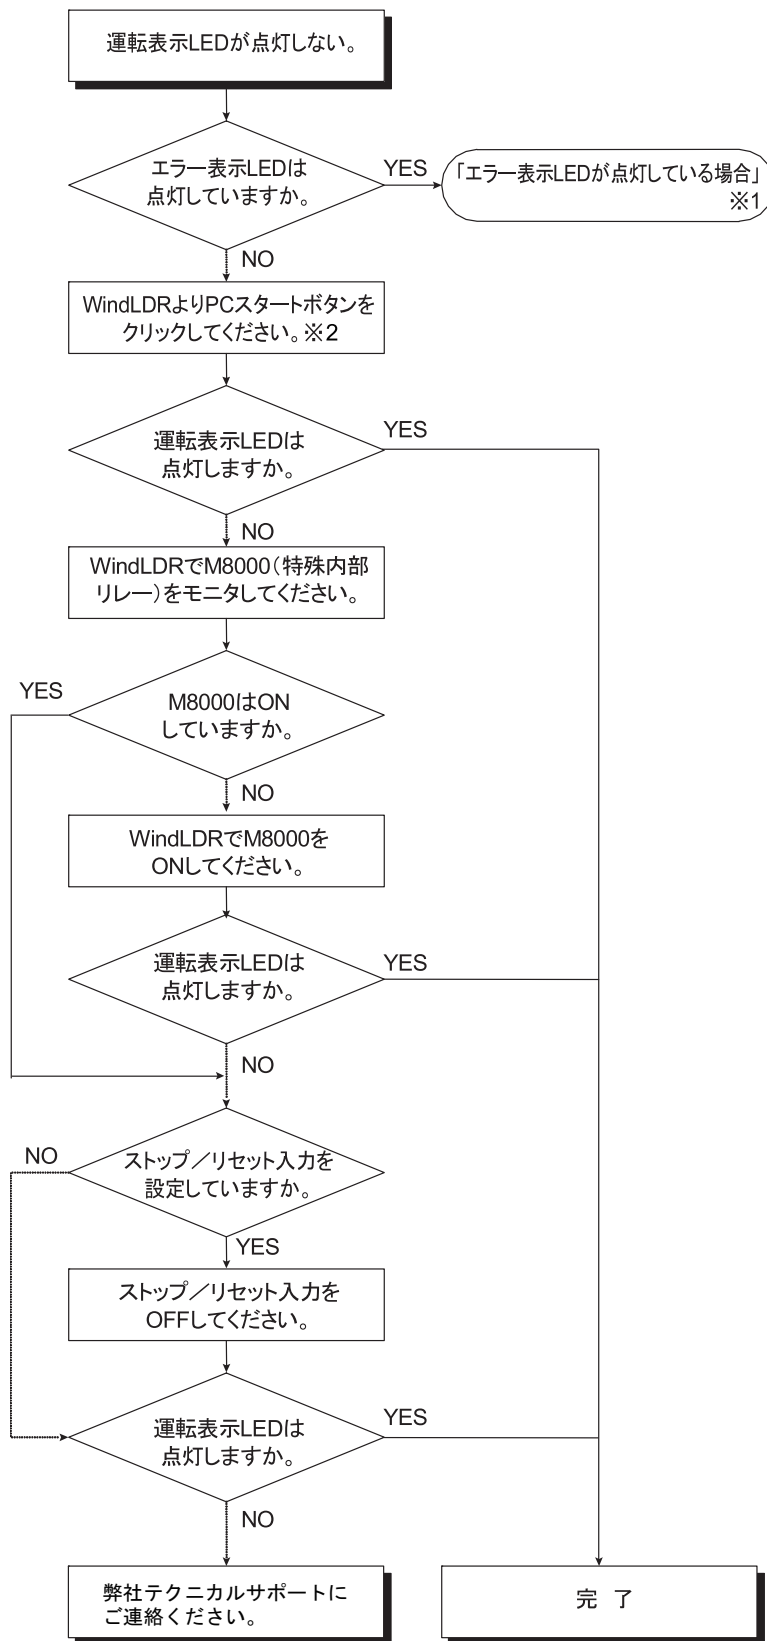 運転表示LEDが点灯しない。
エラー表示LEDは
点灯していますか。
YES
「エラー表示LEDが点灯している場合」
※1
NO
WindLDRよりPCスタートボタンを
クリックしてください。※2
運転表示LEDは
点灯しますか。
YES
NO
WindLDRでM8000（特殊内部
リレー）をモニタしてください。
YES
M8000はON
していますか。
NO
WindLDRでM8000を
ONしてください。
運転表示LEDは
点灯しますか。
YES
NO
NO
ストップ／リセット入力を
設定していますか。
YES
ストップ／リセット入力を
OFFしてください。
運転表示LEDは
点灯しますか。
YES
NO
弊社テクニカルサポートに
ご連絡ください。
完 了